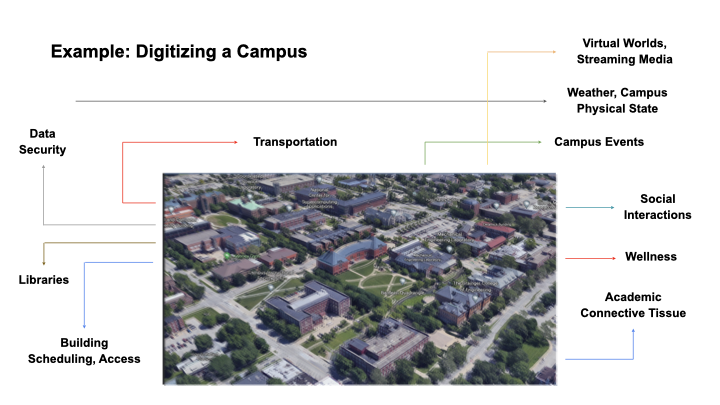 Example: Digitizing a Campus
Virtual Worlds,
Streaming Media
Weather, Campus
Physical State
Data
Security
Transportation
Campus Events
Social
Interactions
Wellness
Libraries
Academic
Connective Tissue
Building
Scheduling, Access